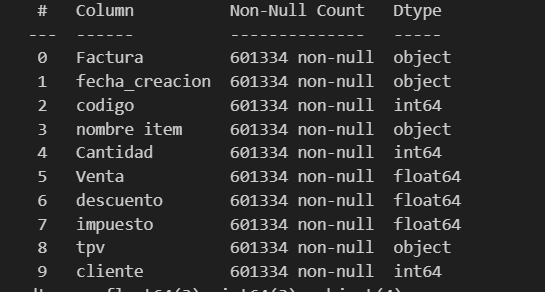 # Column Non-Null Count Dtype
--- ------ -------------- -----
0 Factura 601334 non-null object
1 fecha_creacion 601334 non-null object
2 codigo 601334 non-null int64
3 nombre item 601334 non-null object
4 Cantidad 601334 non-null int64
5 Venta 601334 non-null float64
6 descuento 601334 non-null float64
7 impuesto 601334 non-null float64
8 tpv 601334 non-null object
9 cliente 601334 non-null int64